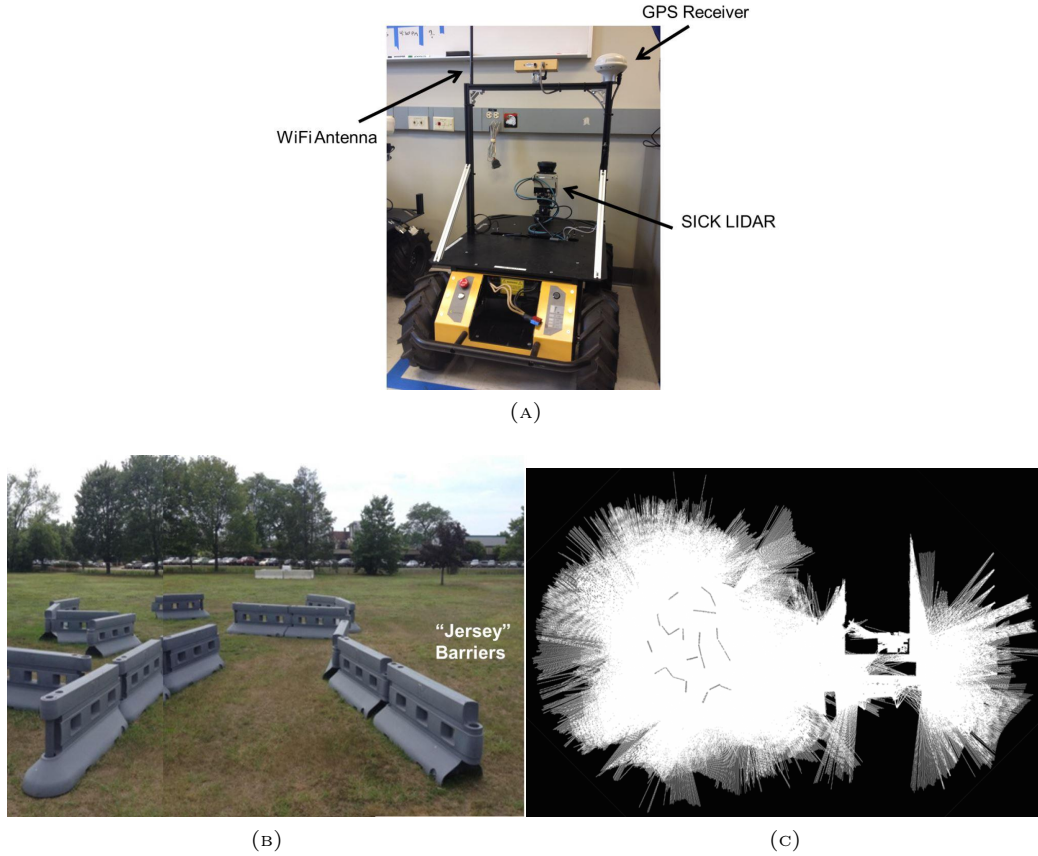 GPS Receiver
WiFi Antenna
SICK LIDAR
(A)
"Jersey"
Barriers
(B)
(C)